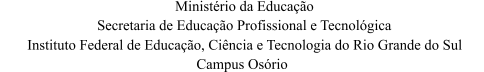 Ministério da Educação
Secretaria de Educação Profissional e Tecnológica
Instituto Federal de Educação, Ciência e Tecnologia do Rio Grande do Sul
Campus Osório